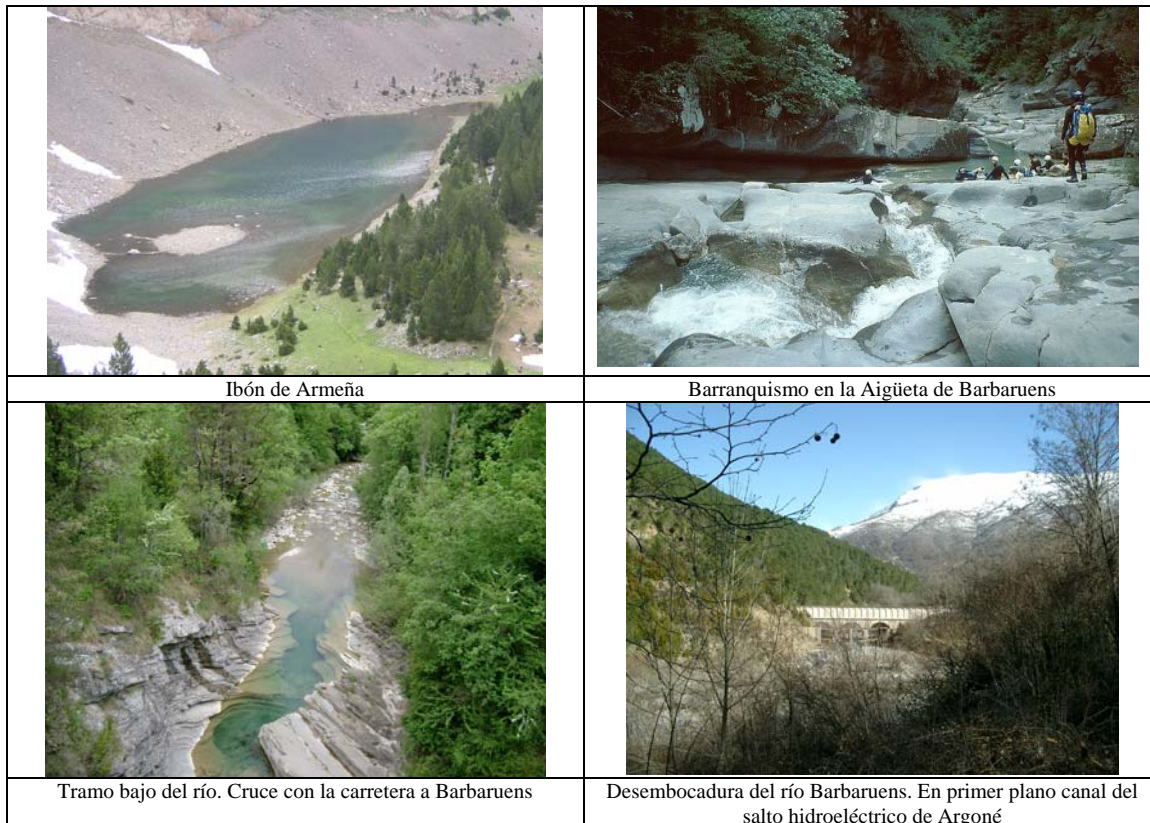 Ibón de Armeña
Barranquismo en la Aigüeta de Barbaruens
Tramo bajo del río. Cruce con la carretera a Barbaruens
Desembocadura del río Barbaruens. En primer plano canal del
salto hidroeléctrico de Argoné